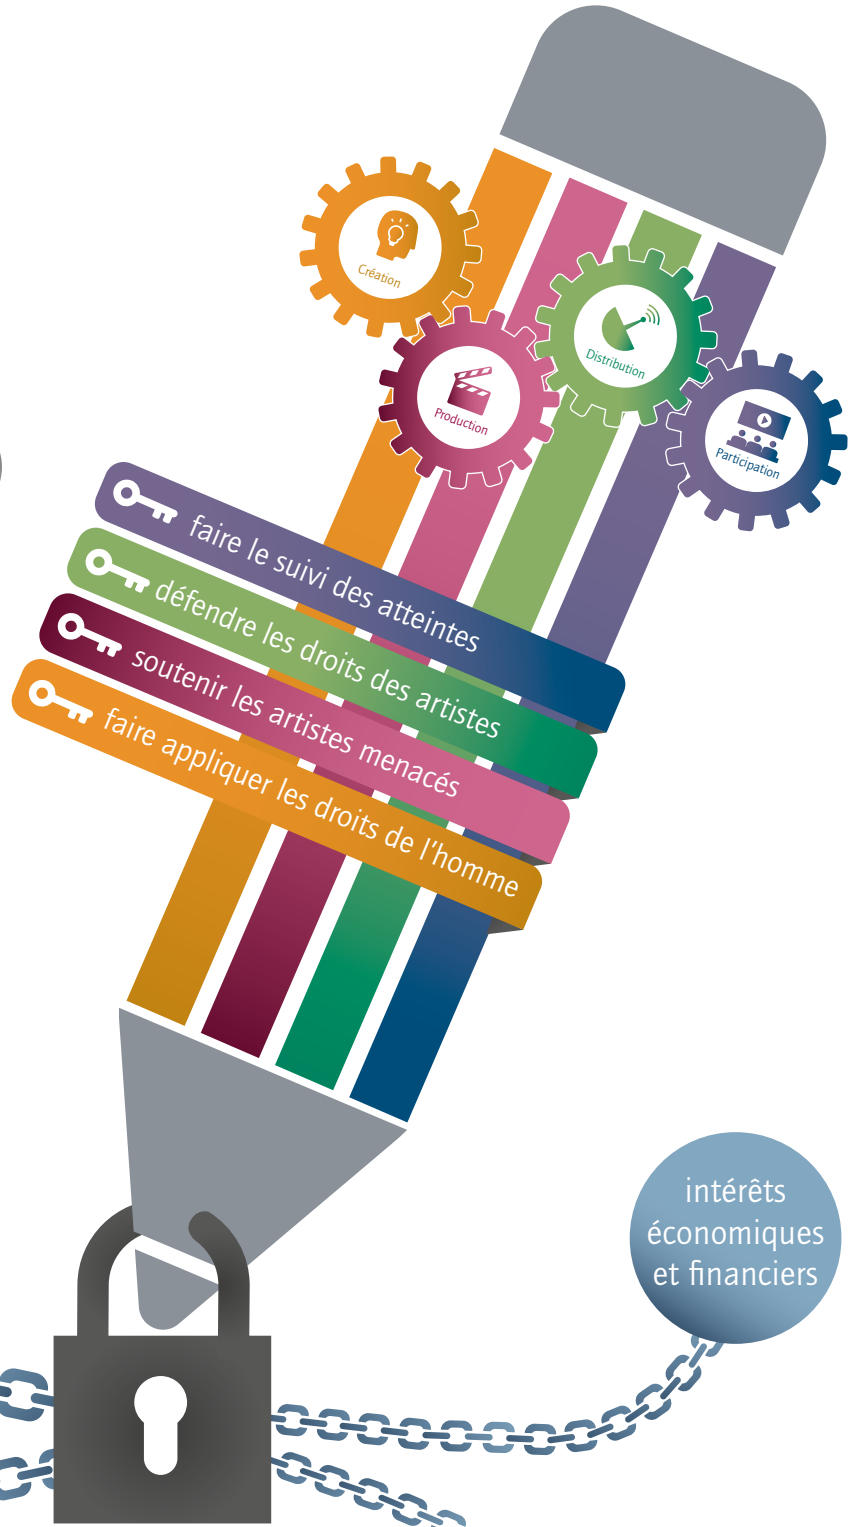 Création
Distribution
Production
Participation
faire le suivi des atteintes
défendre les droits des artistes
soutenir les artistes menacés
faire appliquer les droits de l'homme
intérêts
économiques
et financiers